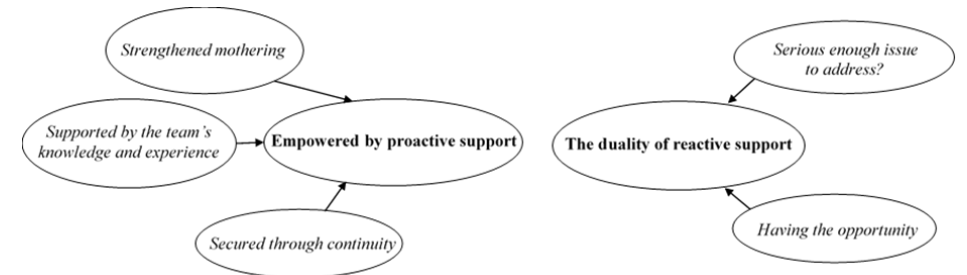 Strengthened mothering
Supported by the team's
knowledge and experience
Empowered by proactive support
Secured through continuity
Serious enough issue
to address?
The duality of reactive support
Having the opportunity